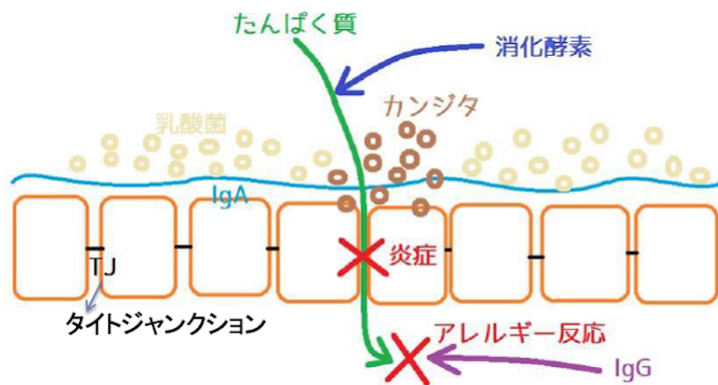 たんぱく質
消化酵素
カンジタ
乳酸菌
IgA
TJ
炎症
タイトジャンクション
アレルギー反応
IgG